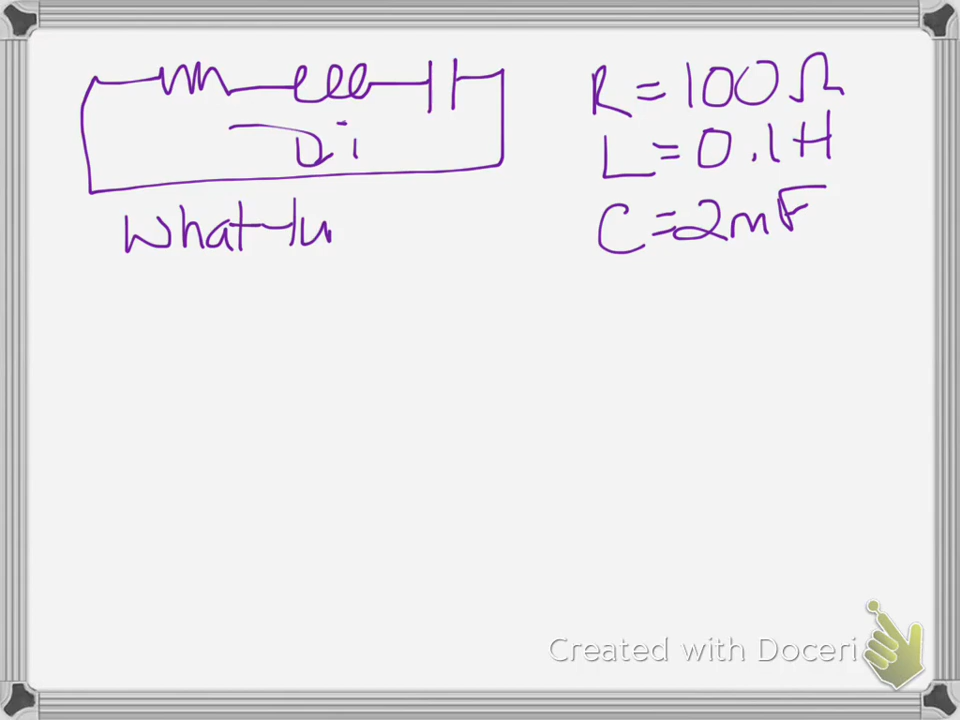 R = 100Ω
L = 0.1H
i
C = 2mF
What
Created with Doceri